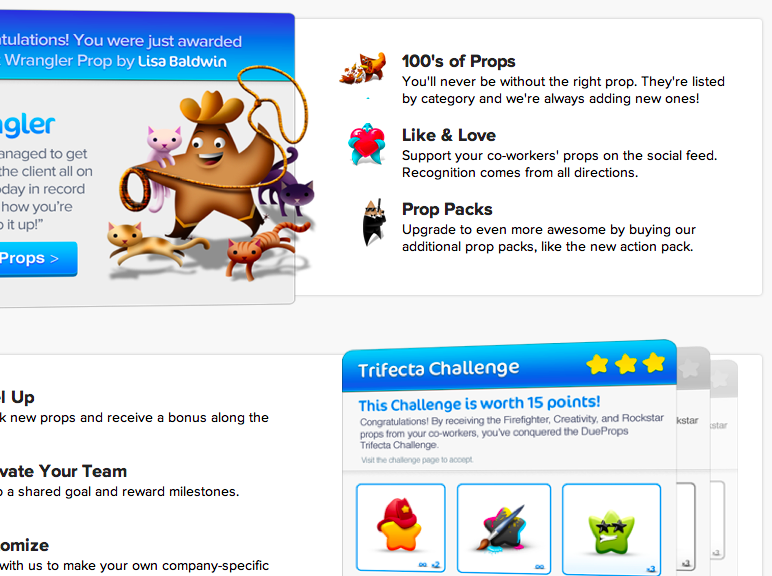 tulations! You were just awarded
Wrangler Prop by Lisa Baldwin
ngler
anaged to get
the client all on
oday in record
how you're
it up!"
Props >
100's of Props
You'll never be without the right prop. They're listed
by category and we're always adding new ones!
Like & Love
Support your co-workers' props on the social feed.
Recognition comes from all directions.
Prop Packs
Upgrade to even more awesome by buying our
additional prop packs, like the new action pack.
l Up
k new props and receive a bonus along the
vate Your Team
a shared goal and reward milestones.
omize
with us to make your own company-specific
Trifecta Challenge
This Challenge is worth 15 points!
Congratulations! By receiving the Firefighter, Creativity, and Rockstar
props from your co-workers, you've conquered the DueProps
Trifecta Challenge.
Visit the challenge page to accept.
kstar
star
∞ x2
∞
x3
x3
x3